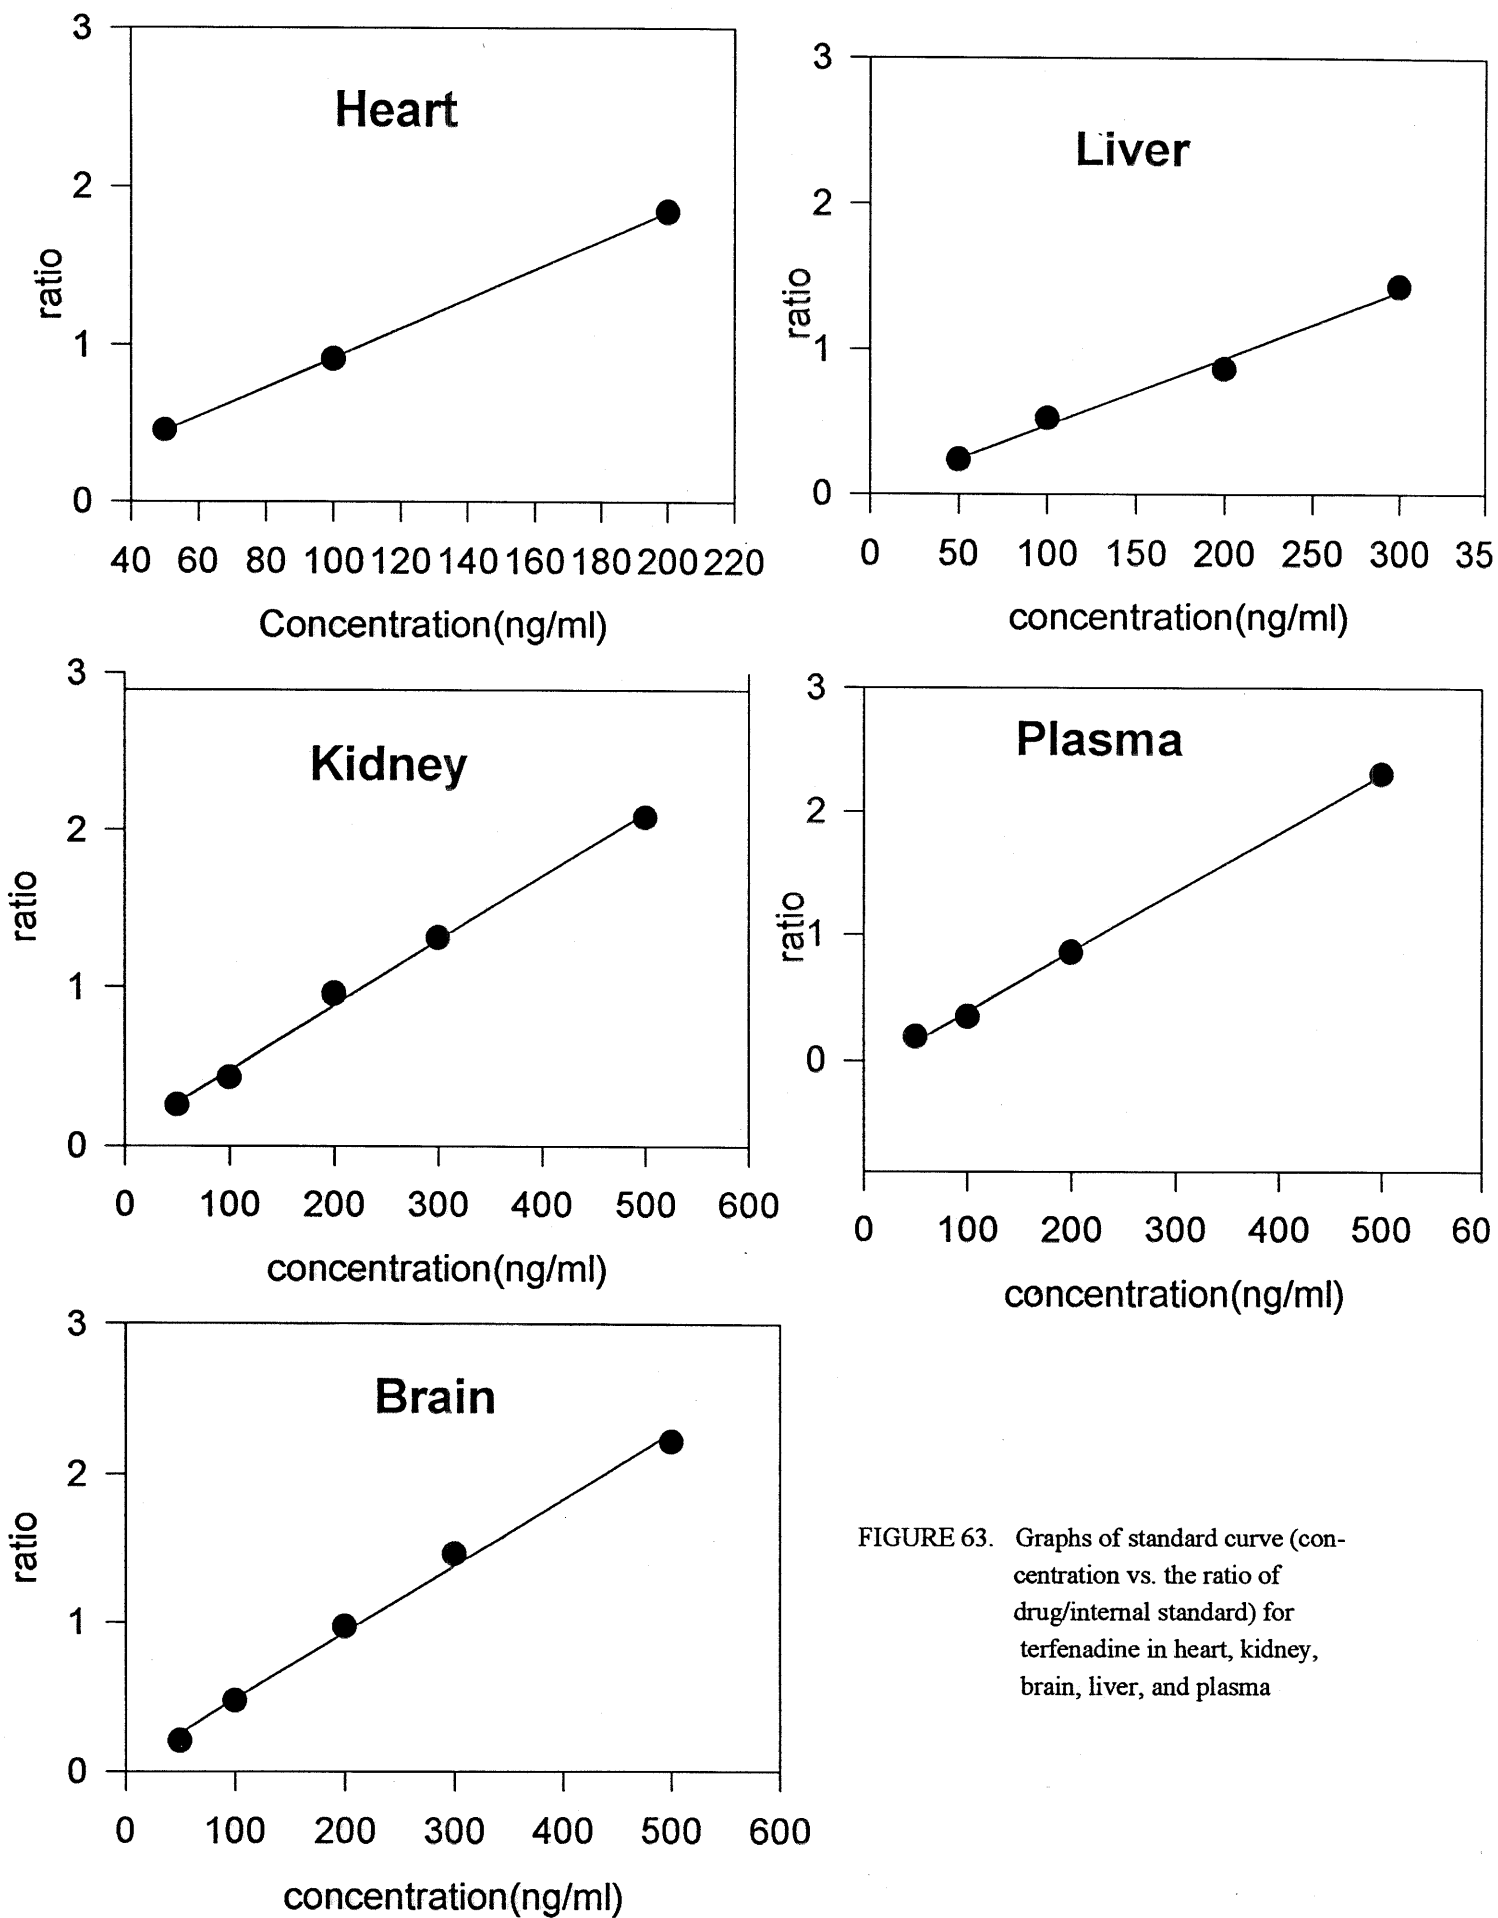 3
Heart
2
ratio
1
0
40 60 80 100 120 140 160 180 200 220
Concentration(ng/ml)
3
Liver
2
ratio
1
0
0 50 100 150 200 250 300 35
concentration(ng/ml)
3
Kidney
2
ratio
1
0
0 100 200 300 400 500 600
concentration(ng/ml)
3
Plasma
2
ratio
1
0
0 100 200 300 400 500 60
concentration(ng/ml)
3
Brain
2
ratio
1
0
0 100 200 300 400 500 600
concentration(ng/ml)
FIGURE 63. Graphs of standard curve (con-
centration vs. the ratio of
drug/internal standard) for
terfenadine in heart, kidney,
brain, liver, and plasma